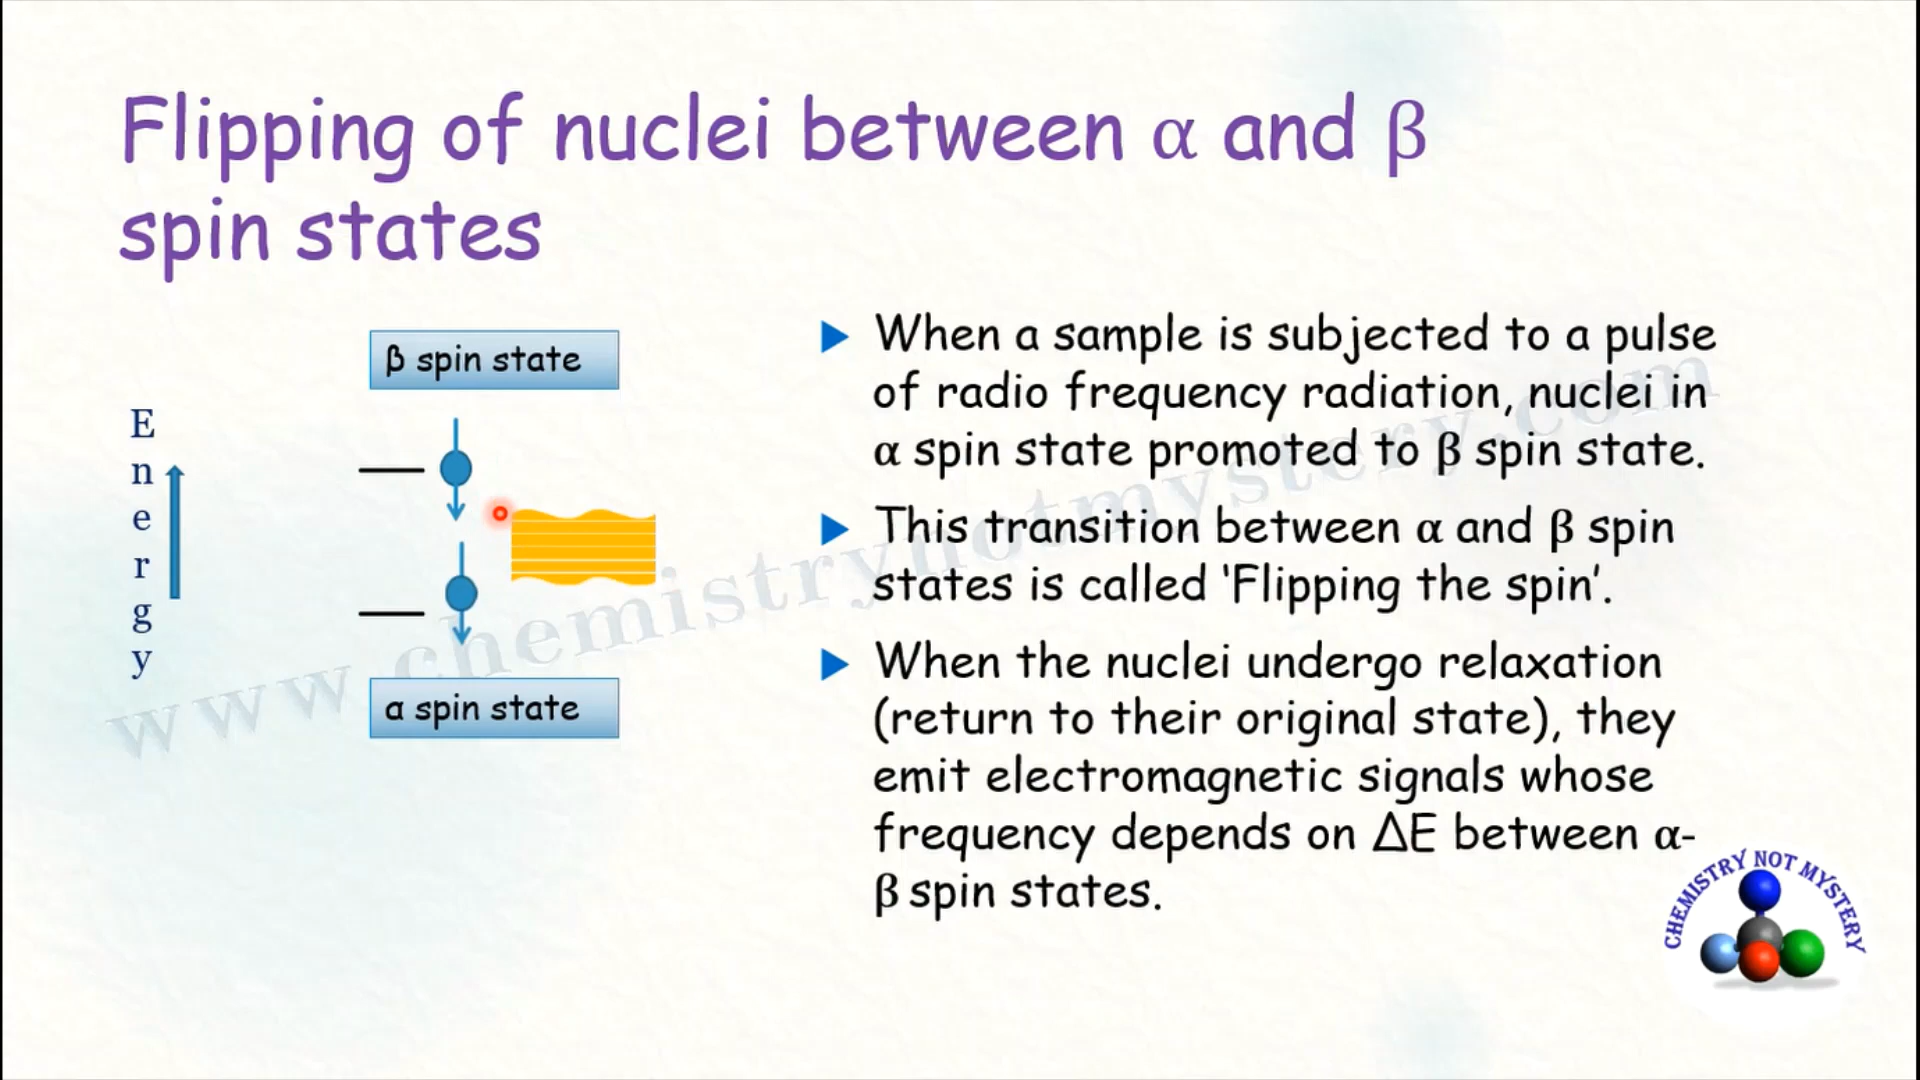 Flipping of nuclei between α and β
spin states
β spin state
Energy
α spin state
When a sample is subjected to a pulse
of radio frequency radiation, nuclei in
α spin state promoted to β spin state.
This transition between α and β spin
states is called ‘Flipping the spin’.
When the nuclei undergo relaxation
(return to their original state), they
emit electromagnetic signals whose
frequency depends on ΔE between α-
β spin states.
www.chemistrynotmystery.com
CHEMISTRY NOT MYSTERY